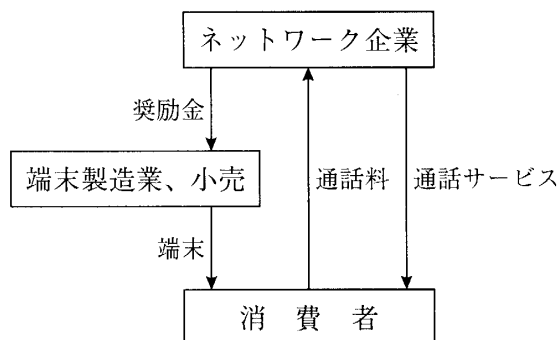 ネットワーク企業
奨励金
端末製造業、小売
通話料
通話サービス
端末
消費者